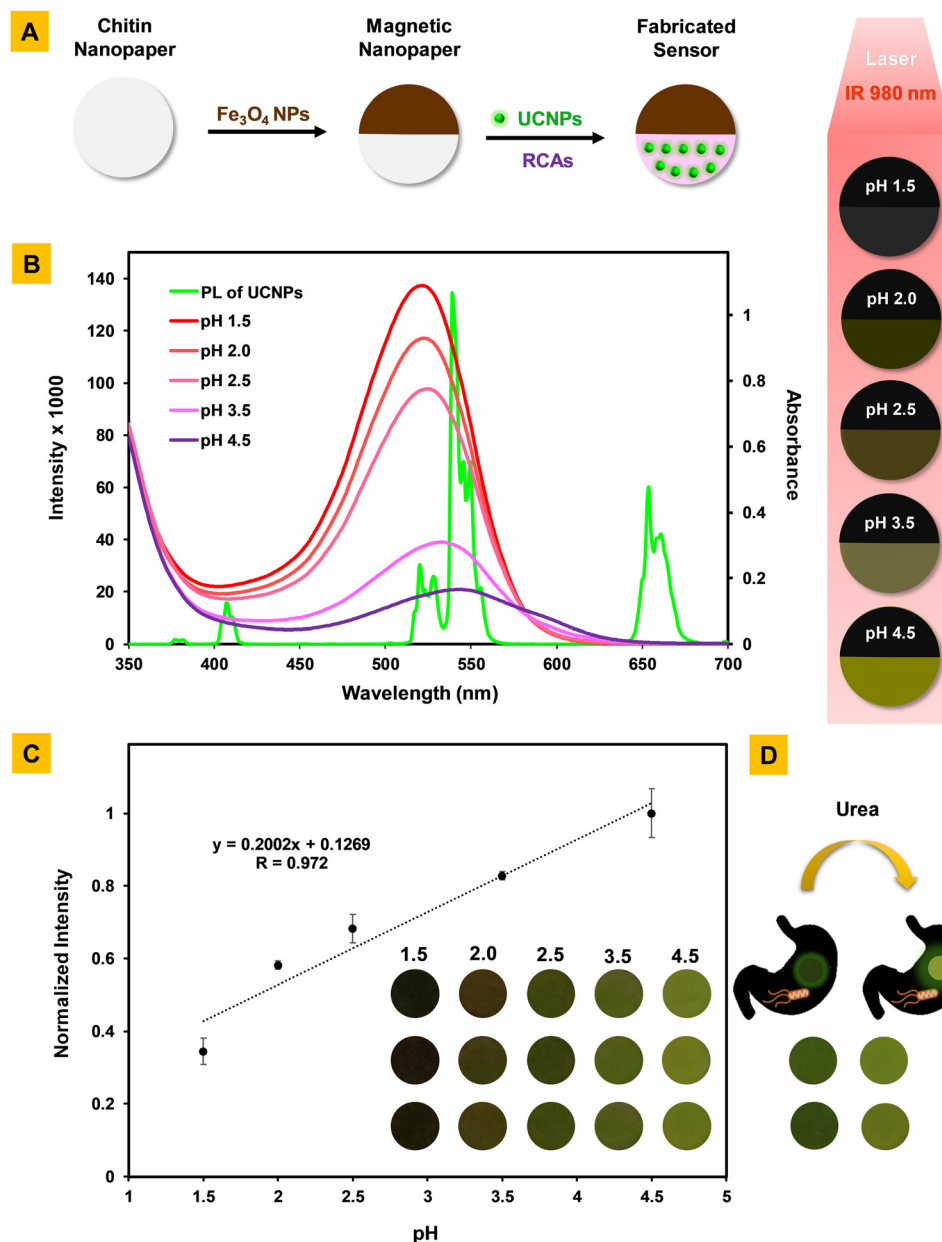 A
Chitin
Nanopaper
Fe₃O₄ NPs
Magnetic
Nanopaper
UCNPs
RCAs
Fabricated
Sensor
Laser
IR 980 nm
pH 1.5
pH 2.0
pH 2.5
pH 3.5
pH 4.5
B
PL of UCNPs
pH 1.5
pH 2.0
pH 2.5
pH 3.5
pH 4.5
Intensity x 1000
140
120
100
80
60
40
20
0
350
400
450
500
550
600
650
700
Wavelength (nm)
Absorbance
1
0.8
0.6
0.4
0.2
0
C
y = 0.2002x + 0.1269
R = 0.972
Normalized Intensity
1
0.8
0.6
0.4
0.2
0
1
1.5
2
2.5
3
3.5
4
4.5
5
pH
1.5
2.0
2.5
3.5
4.5
D
Urea